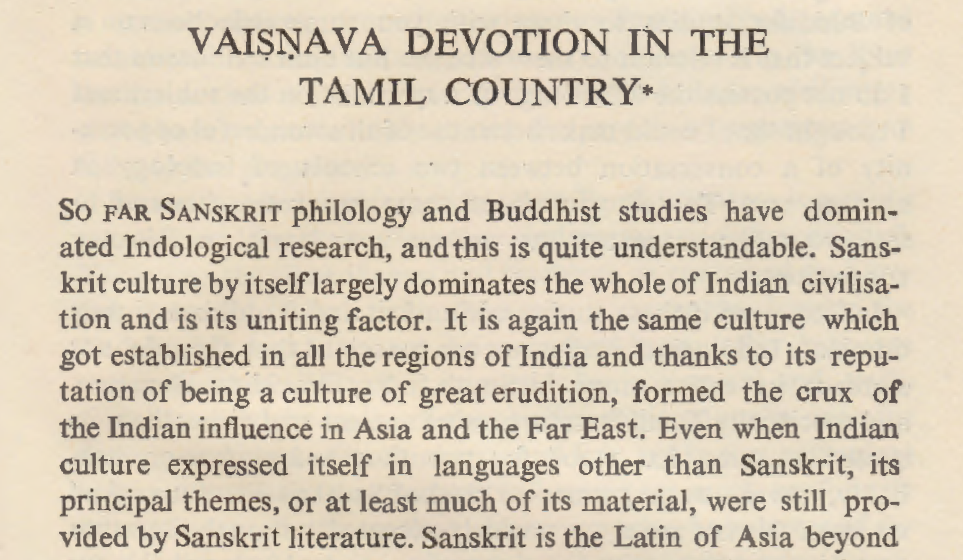 VAISṆAVA DEVOTION IN THE
TAMIL COUNTRY*
SO FAR SANSKRIT philology and Buddhist studies have domin-
ated Indological research, and this is quite understandable. Sans-
krit culture by itself largely dominates the whole of Indian civilisa-
tion and is its uniting factor. It is again the same culture which
got established in all the regions of India and thanks to its repu-
tation of being a culture of great erudition, formed the crux of
the Indian influence in Asia and the Far East. Even when Indian
culture expressed itself in languages other than Sanskrit, its
principal themes, or at least much of its material, were still pro-
vided by Sanskrit literature. Sanskrit is the Latin of Asia beyond